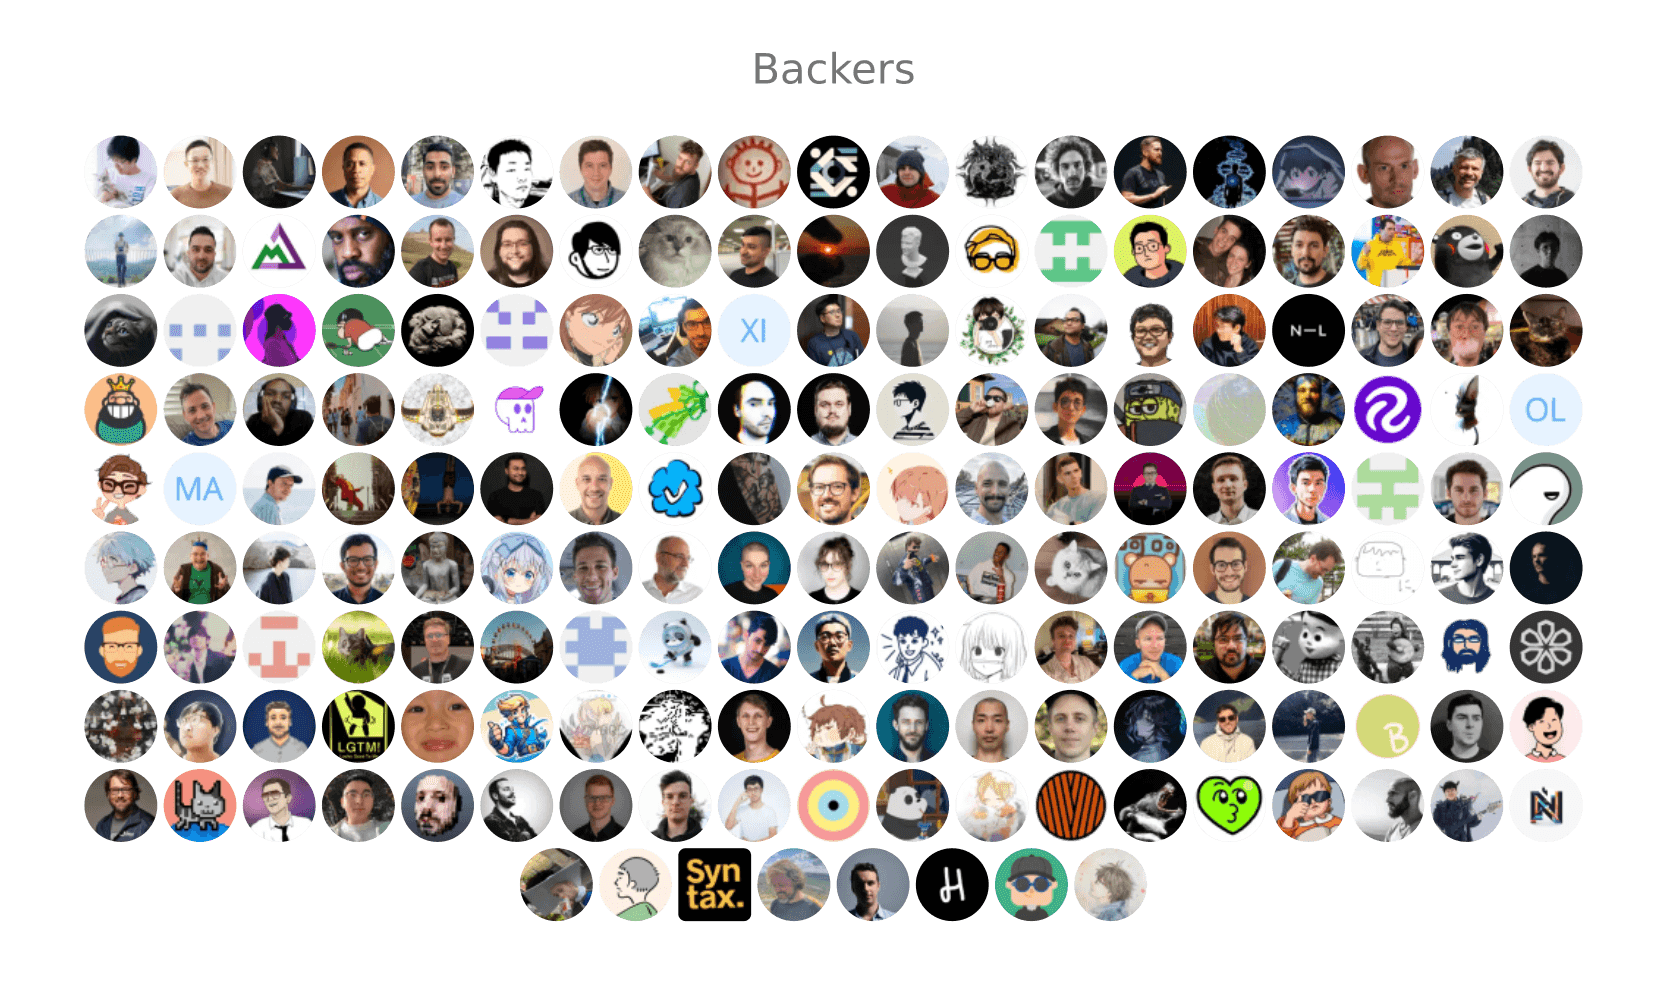 Backers
XI
N—L
OL
MA
LGTM!
B
N
Syn
tax.
H